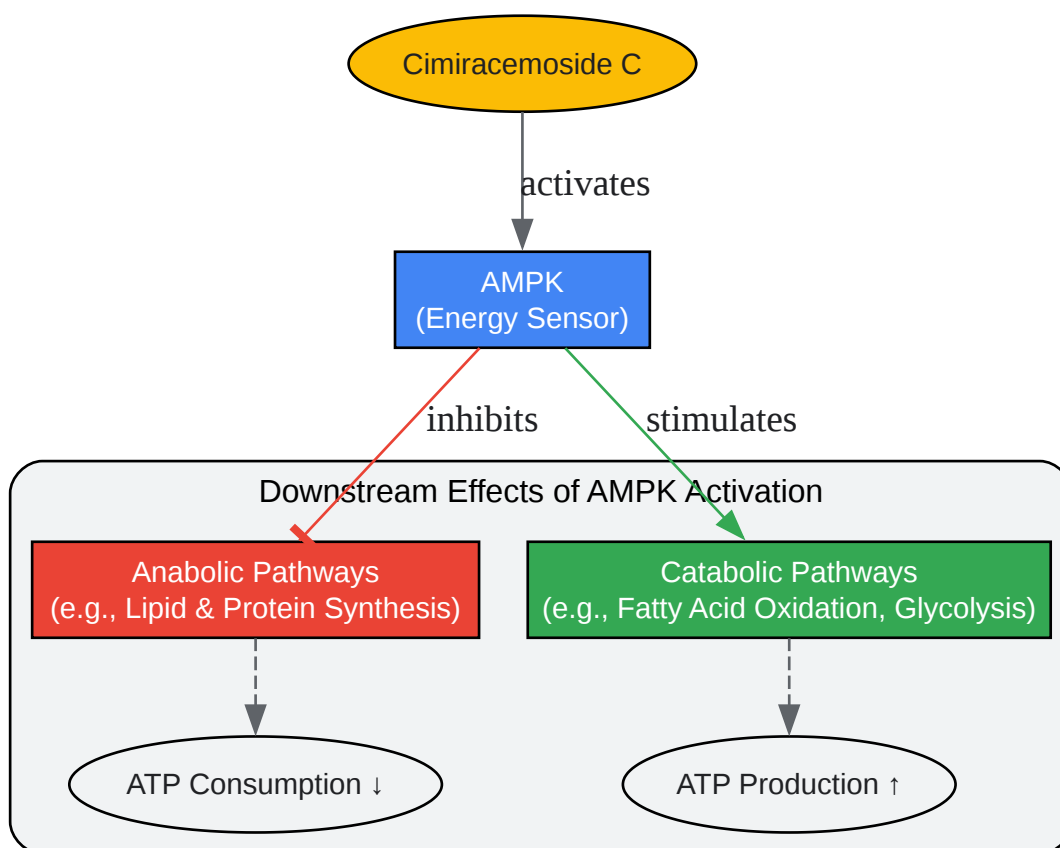 Cimiracemoside C
activates
AMPK
(Energy Sensor)
inhibits
stimulates
Downstream Effects of AMPK Activation
Anabolic Pathways
(e.g., Lipid & Protein Synthesis)
Catabolic Pathways
(e.g., Fatty Acid Oxidation, Glycolysis)
ATP Consumption ↓
ATP Production ↑